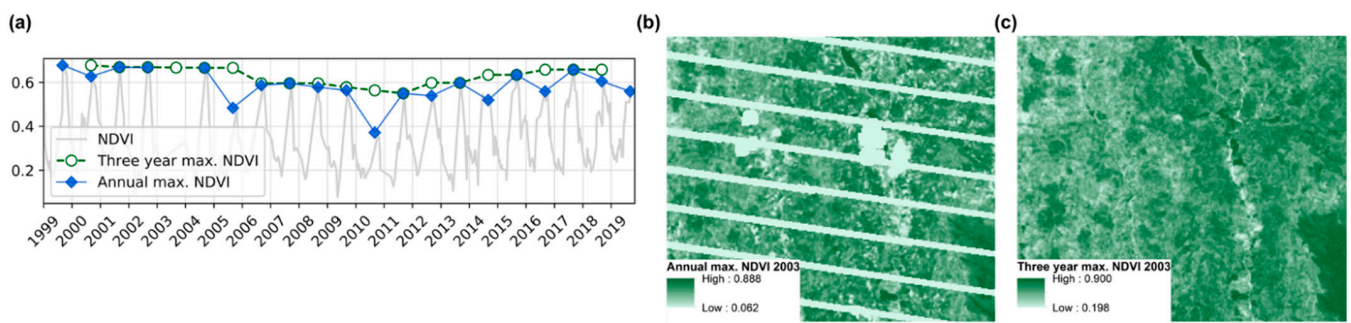 (a)
0.6
0.4
0.2
NDVI
Three year max. NDVI
Annual max. NDVI
1999
2000
2001
2002
2003
2004
2005
2006
2007
2008
2009
2010
2011
2012
2013
2014
2015
2016
2017
2018
2019
(b)
Annual max. NDVI 2003
High : 0.888
Low : 0.062
(c)
Three year max. NDVI 2003
High : 0.900
Low : 0.198